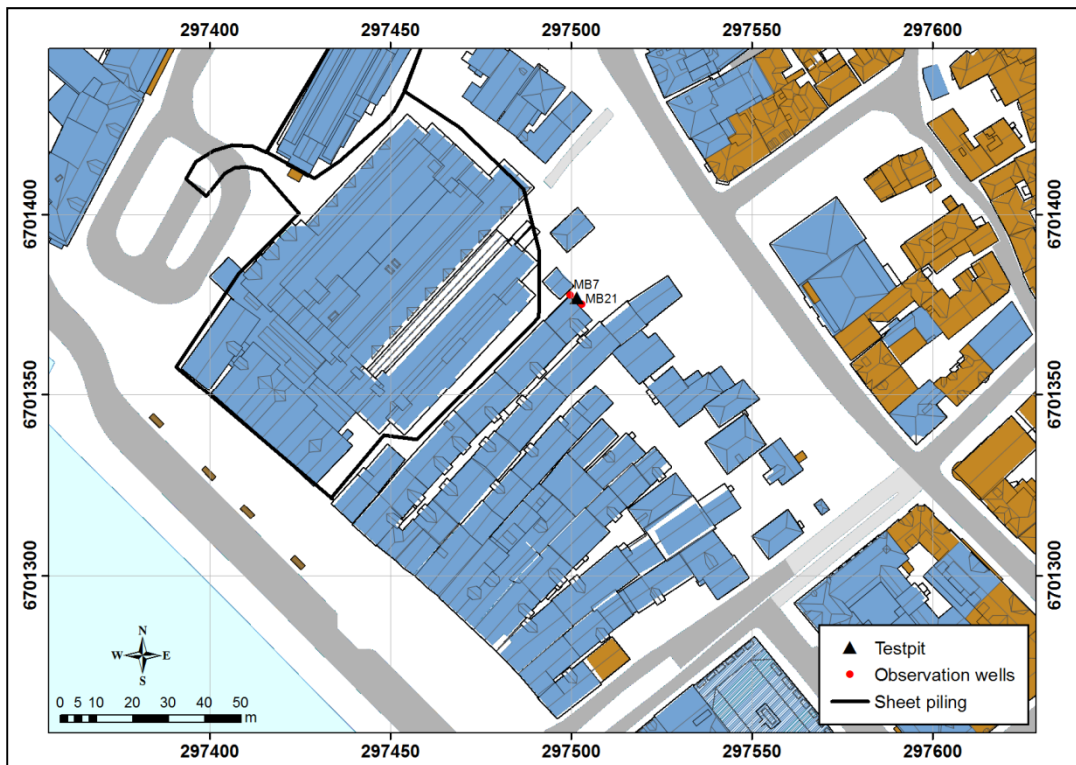 297400 297450 297500 297550 297600
6701400 6701400
MB7
MB21
6701350 6701350
6701300 6701300
N
W E
S
0 5 10 20 30 40 50
m
Testpit
Observation wells
Sheet piling
297400 297450 297500 297550 297600